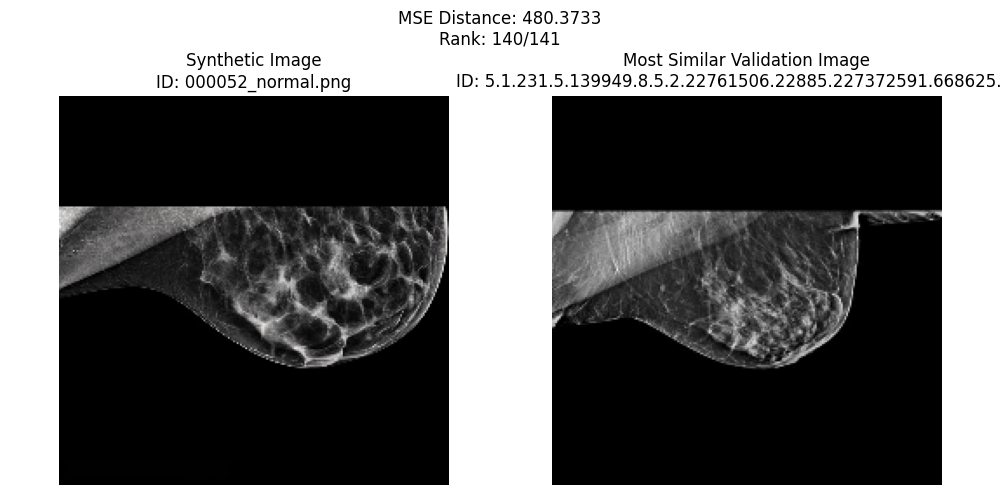 MSE Distance: 480.3733
Rank: 140/141
Synthetic Image
ID: 000052_normal.png
Most Similar Validation Image
ID: 5.1.231.5.139949.8.5.2.22761506.22885.227372591.668625.